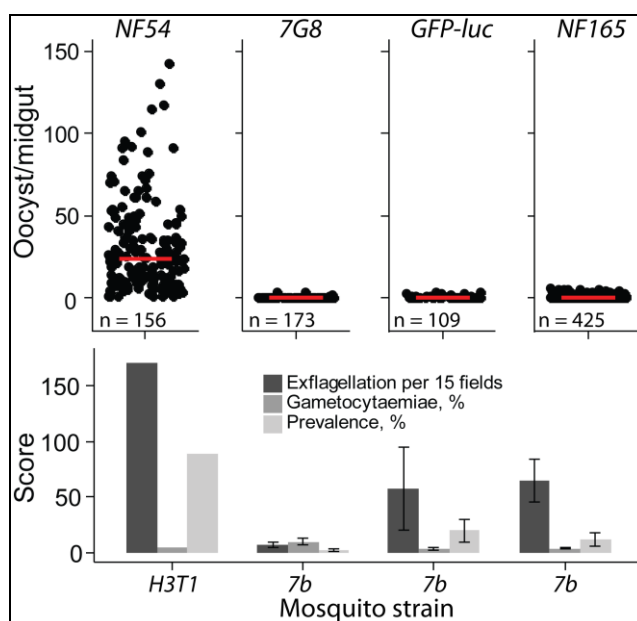 NF54 7G8 GFP-luc NF165
Oocyst/midgut
150
100
50
0
n = 156 n = 173 n = 109 n = 425
Score
150
100
50
0
Exflagellation per 15 fields
Gametocytaemiae, %
Prevalence, %
H3T1 7b 7b 7b
Mosquito strain